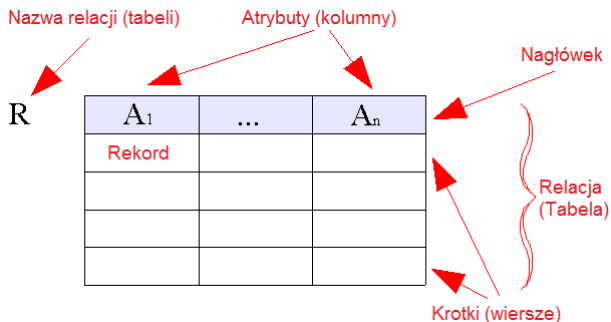 Nazwa relacji (tabeli)
Atrybuty (kolumny)
Nagłówek
R
A1 ... An
Rekord
Relacja
(Tabela)
Krotki (wiersze)